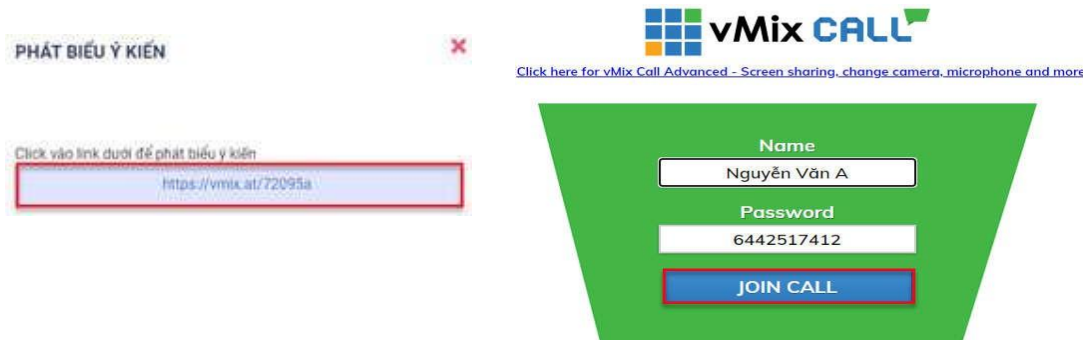 PHÁT BIỂU Ý KIẾN
Click vào link dưới để phát biểu ý kiến
https://vmix.at/72095a
vMix CALL
Click here for vMix Call Advanced - Screen sharing, change camera, microphone and more
Name
Nguyễn Văn A
Password
6442517412
JOIN CALL